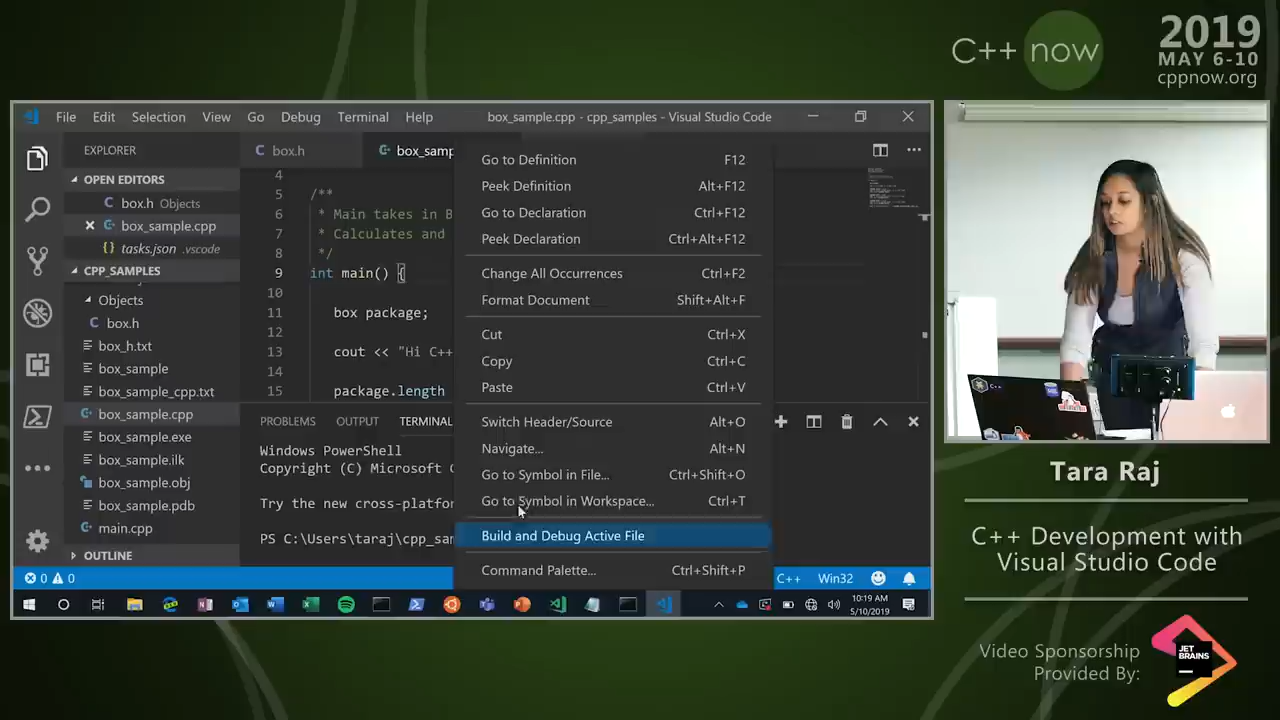 C++ now
2019
MAY 6-10
cppnow.org
File Edit Selection View Go Debug Terminal Help
box_sample.cpp - cpp_samples - Visual Studio Code
EXPLORER
OPEN EDITORS
box.h Objects
box_sample.cpp
tasks.json .vscode
CPP_SAMPLES
Objects
box.h
box_h.txt
box_sample
box_sample_cpp.txt
box_sample.cpp
box_sample.exe
box_sample.ilk
box_sample.obj
box_sample.pdb
main.cpp
OUTLINE
box.h
box_samp
4
5 /**
6 * Main takes in B
7 * Calculates and
8 */
9 int main() {
10
11 box package;
12
13 cout << "Hi C++
14
15 package.length
PROBLEMS OUTPUT TERMINAL
Windows PowerShell
Copyright (C) Microsoft C
Try the new cross-platfor
PS C:\Users\taraj\cpp_sam
Go to Definition F12
Peek Definition Alt+F12
Go to Declaration Ctrl+F12
Peek Declaration Ctrl+Alt+F12
Change All Occurrences Ctrl+F2
Format Document Shift+Alt+F
Cut Ctrl+X
Copy Ctrl+C
Paste Ctrl+V
Switch Header/Source Alt+O
Navigate... Alt+N
Go to Symbol in File... Ctrl+Shift+O
Go to Symbol in Workspace... Ctrl+T
Build and Debug Active File
Command Palette... Ctrl+Shift+P
0 0
C++ Win32
10:19 AM
5/10/2019
Tara Raj
C++ Development with
Visual Studio Code
Video Sponsorship
Provided By:
JET
BRAINS